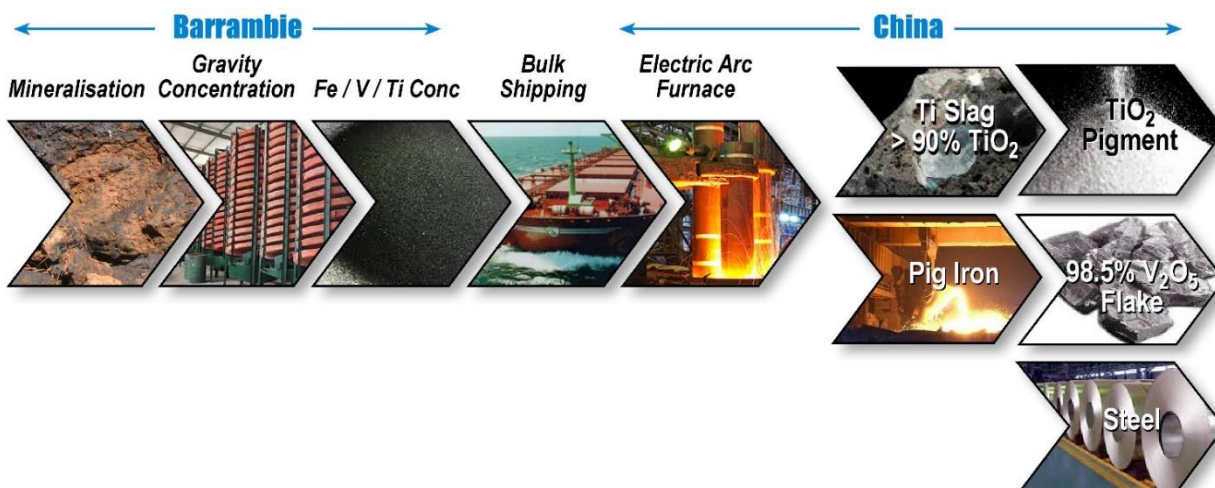 Barrambie
China
Mineralisation
Gravity
Concentration
Fe / V / Ti Conc
Bulk
Shipping
Electric Arc
Furnace
Ti Slag
> 90% TiO₂
TiO₂
Pigment
Pig Iron
98.5% V₂O₅
Flake
Steel